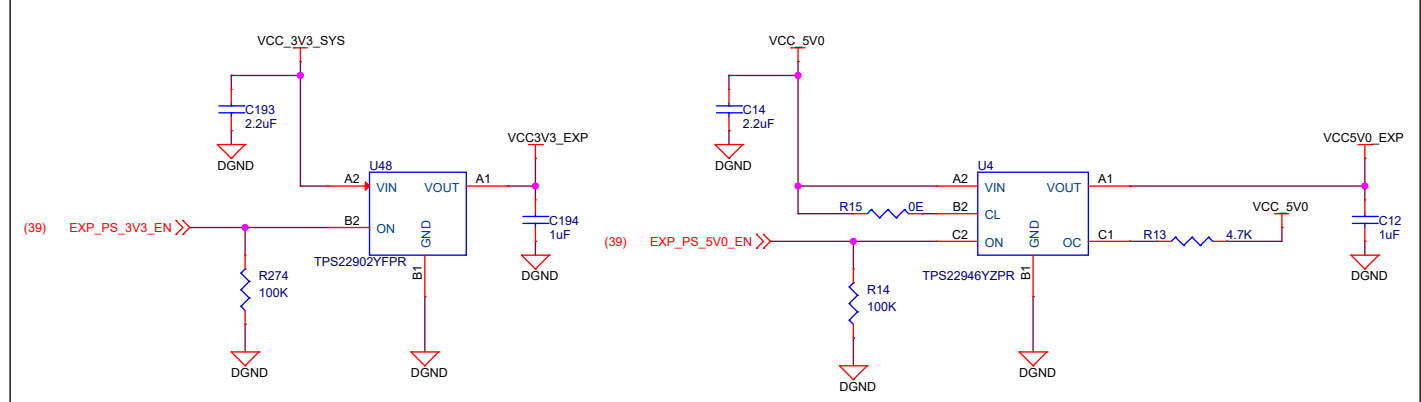 VCC_3V3_SYS
C193
2.2uF
DGND
VCC3V3_EXP
U48
A2 VIN VOUT A1
(39) EXP_PS_3V3_EN B2 ON GND
C194
1uF
DGND
TPS22902YFPR
B1
R274
100K
DGND
DGND
VCC_5V0
C14
2.2uF
DGND
VCC5V0_EXP
U4
A2 VIN VOUT A1
R15 0E B2 CL
VCC_5V0
(39) EXP_PS_5V0_EN C2 ON GND OC C1 R13 4.7K
C12
1uF
DGND
TPS22946YZPR
B1
R14
100K
DGND
DGND